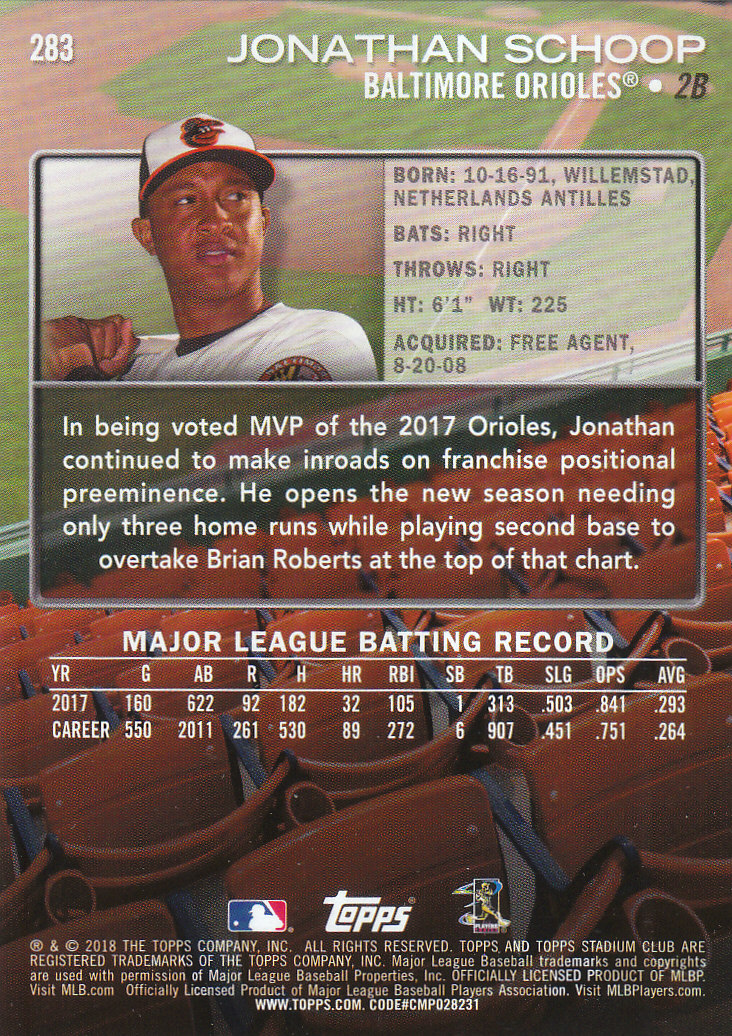 283
JONATHAN SCHOOP
BALTIMORE ORIOLES® • 2B
BORN: 10-16-91, WILLEMSTAD,
NETHERLANDS ANTILLES
BATS: RIGHT
THROWS: RIGHT
HT: 6'1" WT: 225
ACQUIRED: FREE AGENT,
8-20-08
In being voted MVP of the 2017 Orioles, Jonathan
continued to make inroads on franchise positional
preeminence. He opens the new season needing
only three home runs while playing second base to
overtake Brian Roberts at the top of that chart.
MAJOR LEAGUE BATTING RECORD
YR G AB R H HR RBI SB TB SLG OPS AVG
2017 160 622 92 182 32 105 1 313 .503 .841 .293
CAREER 550 2011 261 530 89 272 6 907 .451 .751 .264
TOPPS®
PLAYERS
® & © 2018 THE TOPPS COMPANY, INC. ALL RIGHTS RESERVED. TOPPS AND TOPPS STADIUM CLUB ARE
REGISTERED TRADEMARKS OF THE TOPPS COMPANY, INC. Major League Baseball trademarks and copyrights
are used with permission of Major League Baseball Properties, Inc. OFFICIALLY LICENSED PRODUCT OF MLBP.
Visit MLB.com Officially Licensed Product of Major League Baseball Players Association. Visit MLBPlayers.com.
WWW.TOPPS.COM. CODE#CMP028231